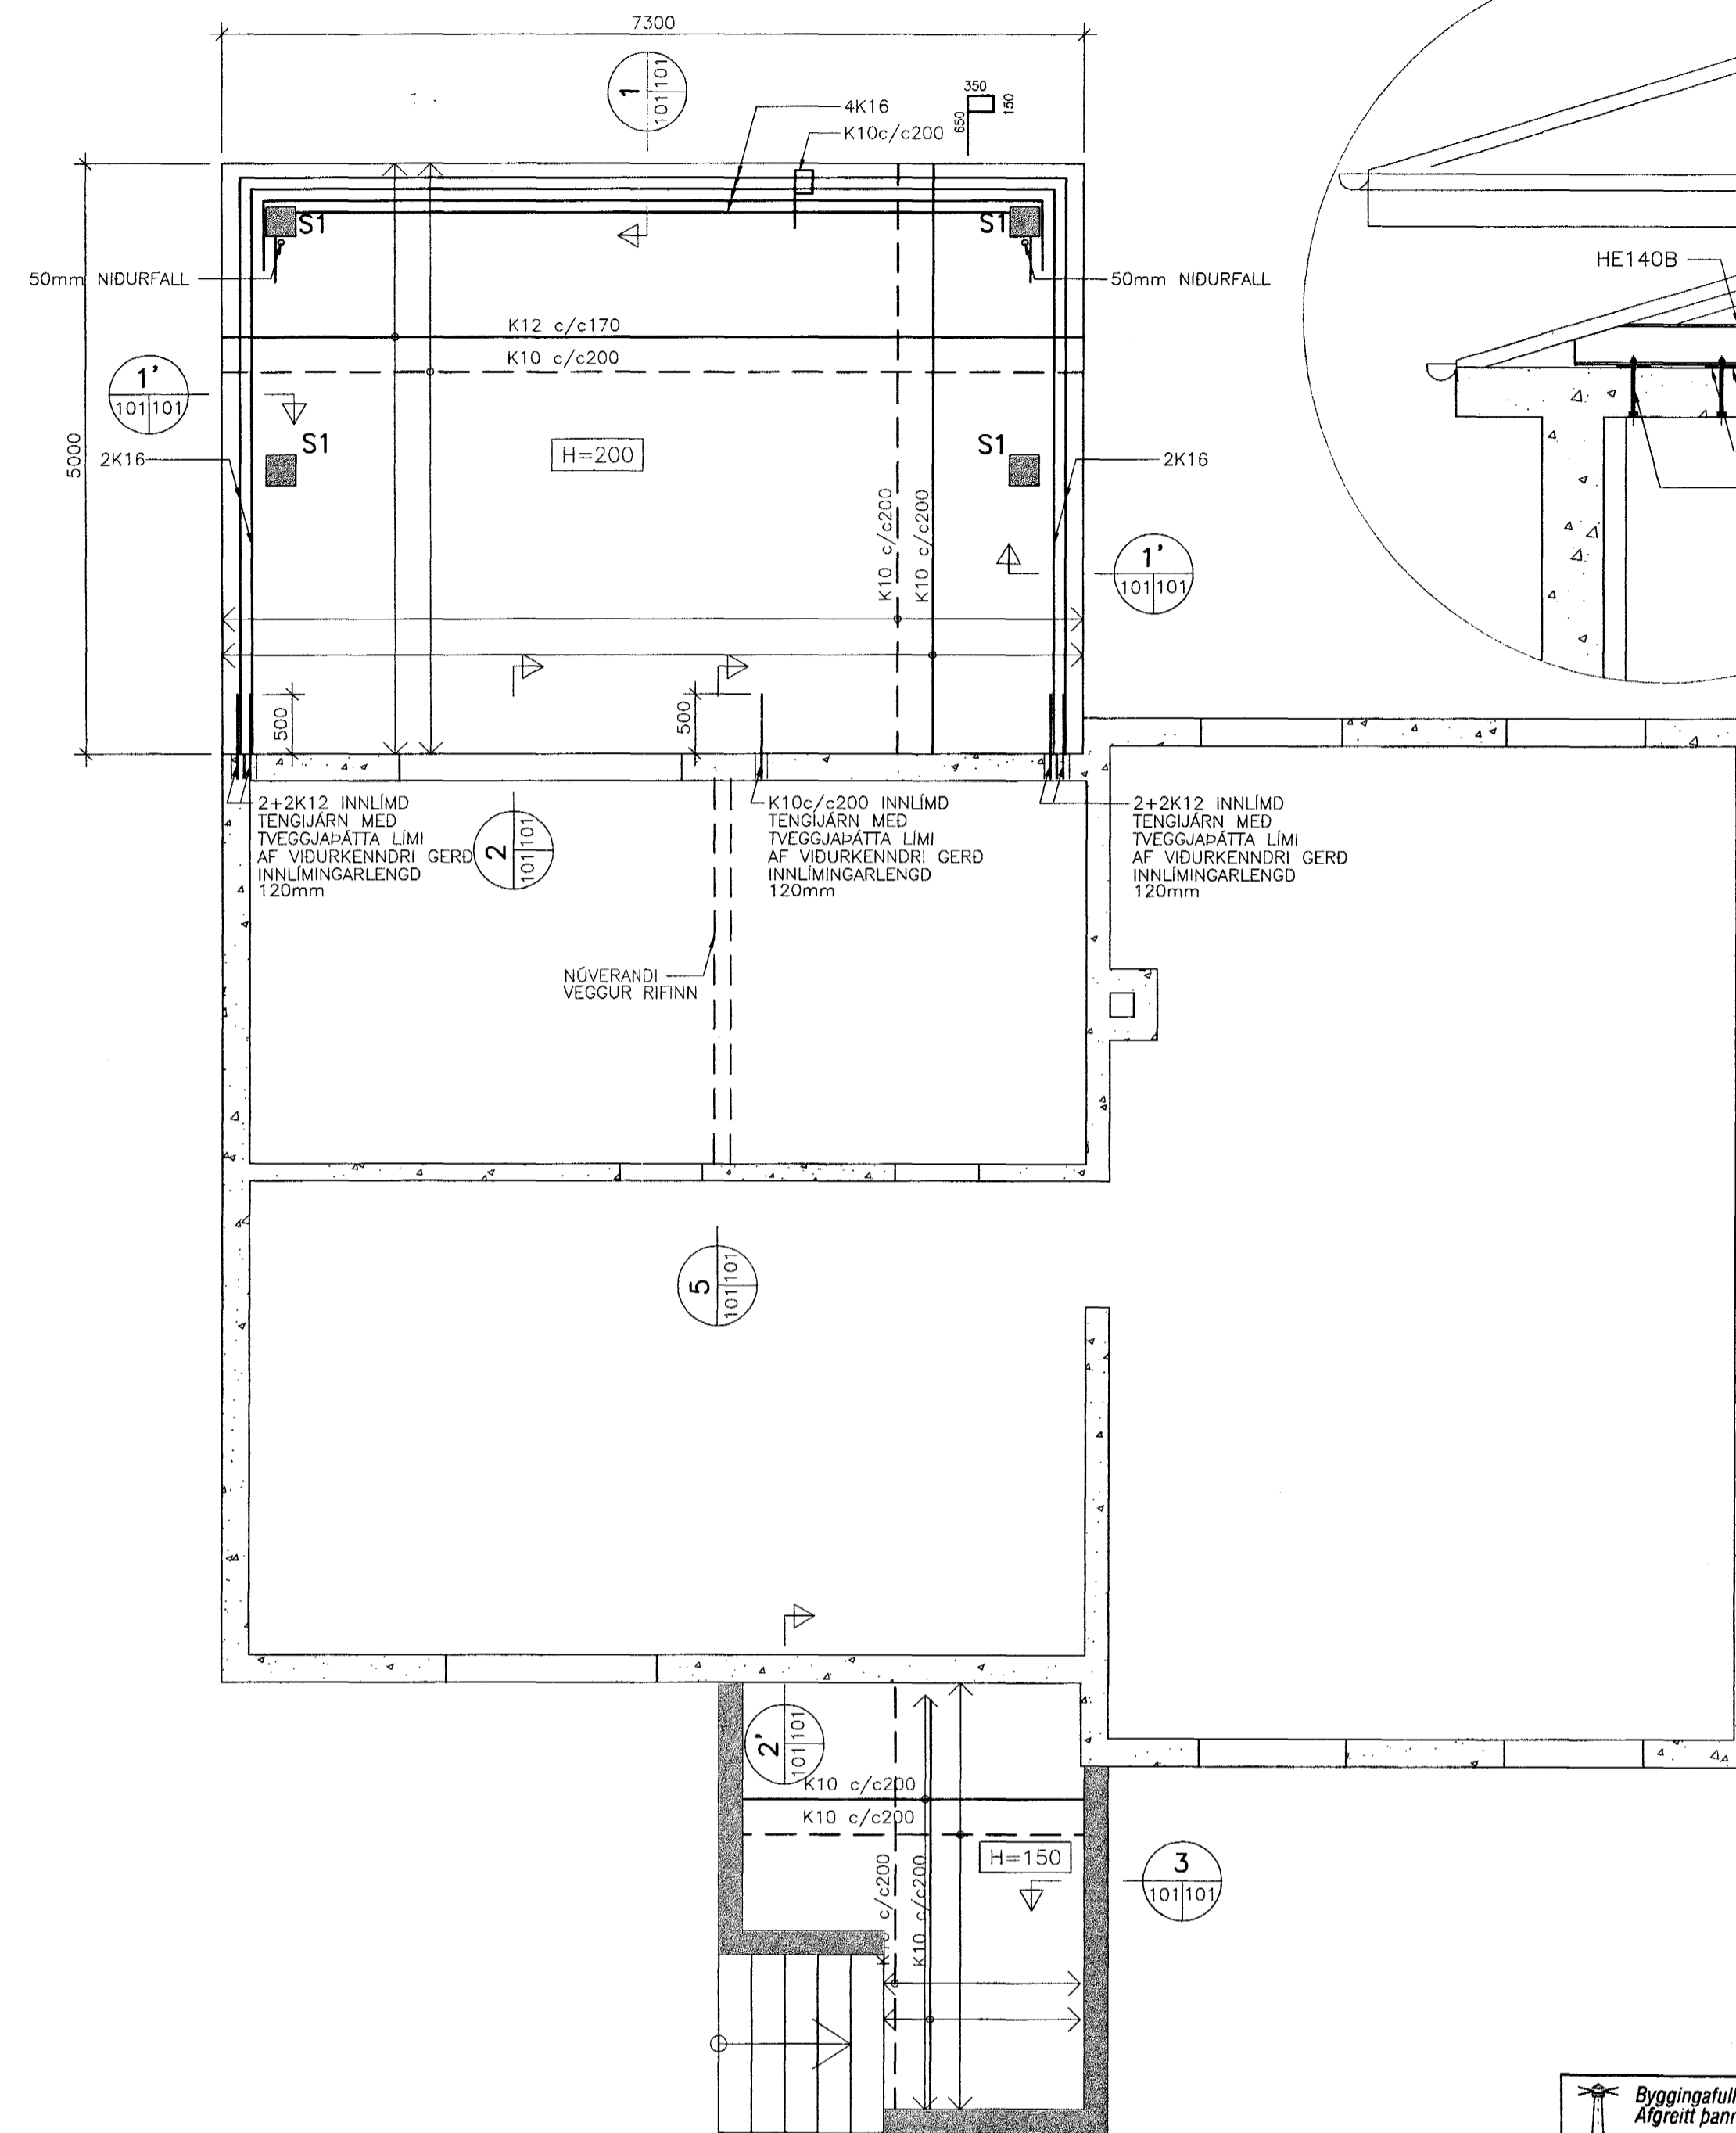 7300
1
101 101
4K16
K10c/c200
350
650
150
S1
S1
50mm NIÐURFALL
50mm NIÐURFALL
HE140B
K12 c/c170
K10 c/c200
1'
101 101
5000
2K16
S1
H=200
S1
2K16
K10 c/c200
K10 c/c200
1'
101 101
500
500
2+2K12 INNLÍMD
TENGIJÁRN MEÐ
TVEGGJAÞÁTTA LÍMI
AF VIÐURKENNDRI GERÐ
INNLÍMINGARLENGD
120mm
2
101 101
K10c/c200 INNLÍMD
TENGIJÁRN MEÐ
TVEGGJAÞÁTTA LÍMI
AF VIÐURKENNDRI GERÐ
INNLÍMINGARLENGD
120mm
2+2K12 INNLÍMD
TENGIJÁRN MEÐ
TVEGGJAÞÁTTA LÍMI
AF VIÐURKENNDRI GERÐ
INNLÍMINGARLENGD
120mm
NÚVERANDI
VEGGUR RIFINN
5
101 101
2'
101 101
K10 c/c200
K10 c/c200
H=150
K10 c/c200
K10 c/c200
3
101 101